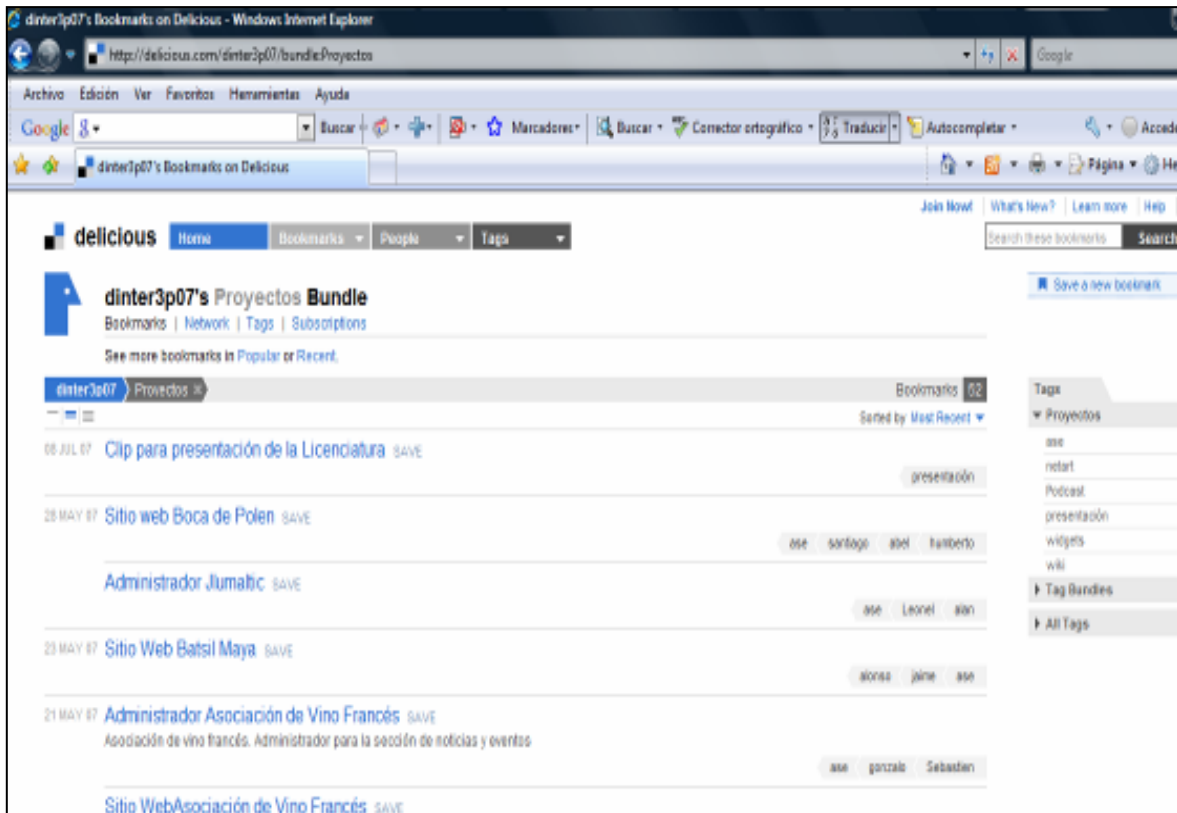 dinter3p07's Bookmarks on Delicious - Windows Internet Explorer
http://delicious.com/dinter3p07/bundle:Proyectos
Google
Archivo Edición Ver Favoritos Herramientas Ayuda
Google Buscar Marcadores Buscar Corrector ortográfico Traducir Autocompletar Accede
dinter3p07's Bookmarks on Delicious Página He
Join Now! What's New? Learn more Help
delicious Home Bookmarks People Tags Search these bookmarks Search
dinter3p07's Proyectos Bundle
Save a new bookmark
Bookmarks | Network | Tags | Subscriptions
See more bookmarks in Popular or Recent.
dinter3p07 Proyectos × Bookmarks
Sorted by Most Recent
Clip para presentación de la Licenciatura SAVE
presentación
28 MAY 07 Sitio web Boca de Polen SAVE
ase santiago abel humberto
Administrador Jlumaltic SAVE
ase Leonel alan
23 MAY 07 Sitio Web Batsil Maya SAVE
alonso jaime ase
21 MAY 07 Administrador Asociación de Vino Francés SAVE
Asociación de vino francés. Administrador para la sección de noticias y eventos
ase gonzalo Sebastien
Sitio WebAsociación de Vino Francés SAVE
Tags
Proyectos
ase
netart
Podcast
presentación
widgets
wiki
Tag Bundles
All Tags